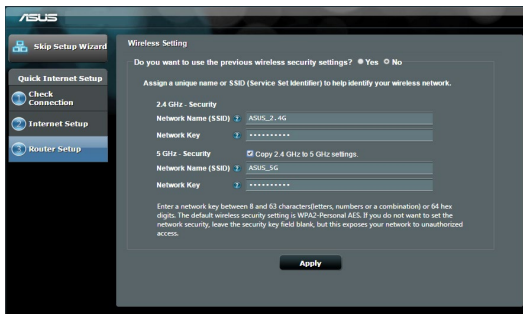 ASUS
Skip Setup Wizard
Quick Internet Setup
1 Check
Connection
2 Internet Setup
3 Router Setup
Wireless Setting
Do you want to use the previous wireless security settings? Yes No
Assign a unique name or SSID (Service Set Identifier) to help identify your wireless network.
2.4 GHz - Security
Network Name (SSID) ? ASUS_2.4G
Network Key ? ••••••••••
5 GHz - Security Copy 2.4 GHz to 5 GHz settings.
Network Name (SSID) ? ASUS_5G
Network Key ? ••••••••••
Enter a network key between 8 and 63 characters(letters, numbers or a combination) or 64 hex
digits. The default wireless security setting is WPA2-Personal AES. If you do not want to set the
network security, leave the security key field blank, but this exposes your network to unauthorized
access.
Apply